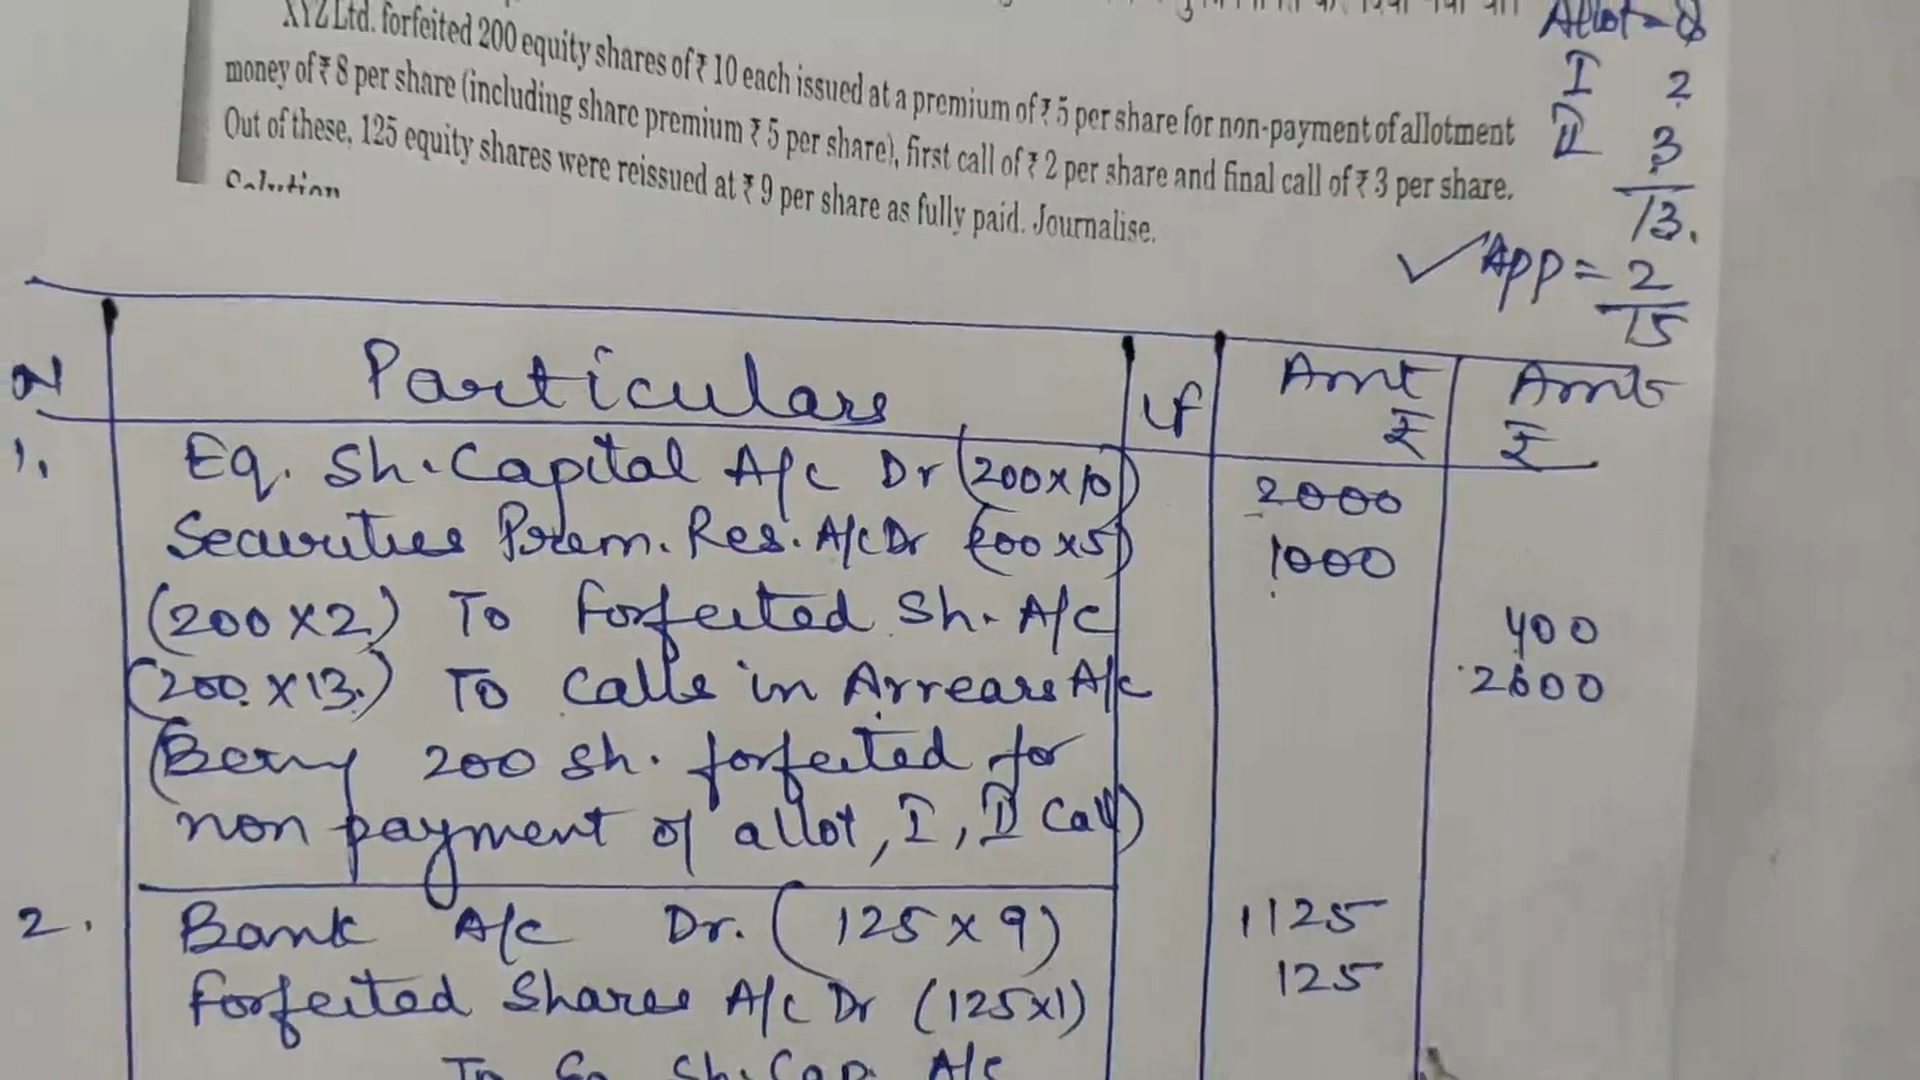 Allot = 8
XYZ Ltd. forfeited 200 equity shares of ₹ 10 each issued at a premium of ₹ 5 per share for non-payment of allotment
money of ₹ 8 per share (including share premium ₹ 5 per share), first call of ₹ 2 per share and final call of ₹ 3 per share.
Out of these, 125 equity shares were reissued at ₹ 9 per share as fully paid. Journalise.
Solution
I 2
II 3
13.
✓ App = 2
15
N Particulars Lf Amt ₹ Amt ₹
1. Eq. Sh. Capital A/c Dr (200×10) 2000
Securities Prem. Res. A/c Dr (200×5) 1000
(200×2) To Forfeited Sh. A/c 400
(200×13.) To Calls in Arrears A/c 2600
(Being 200 sh. forfeited for
non payment of allot, I, II Call)
2. Bank A/c Dr. (125×9) 1125
Forfeited Shares A/c Dr (125×1) 125
To Eq. Sh. Cap. A/c